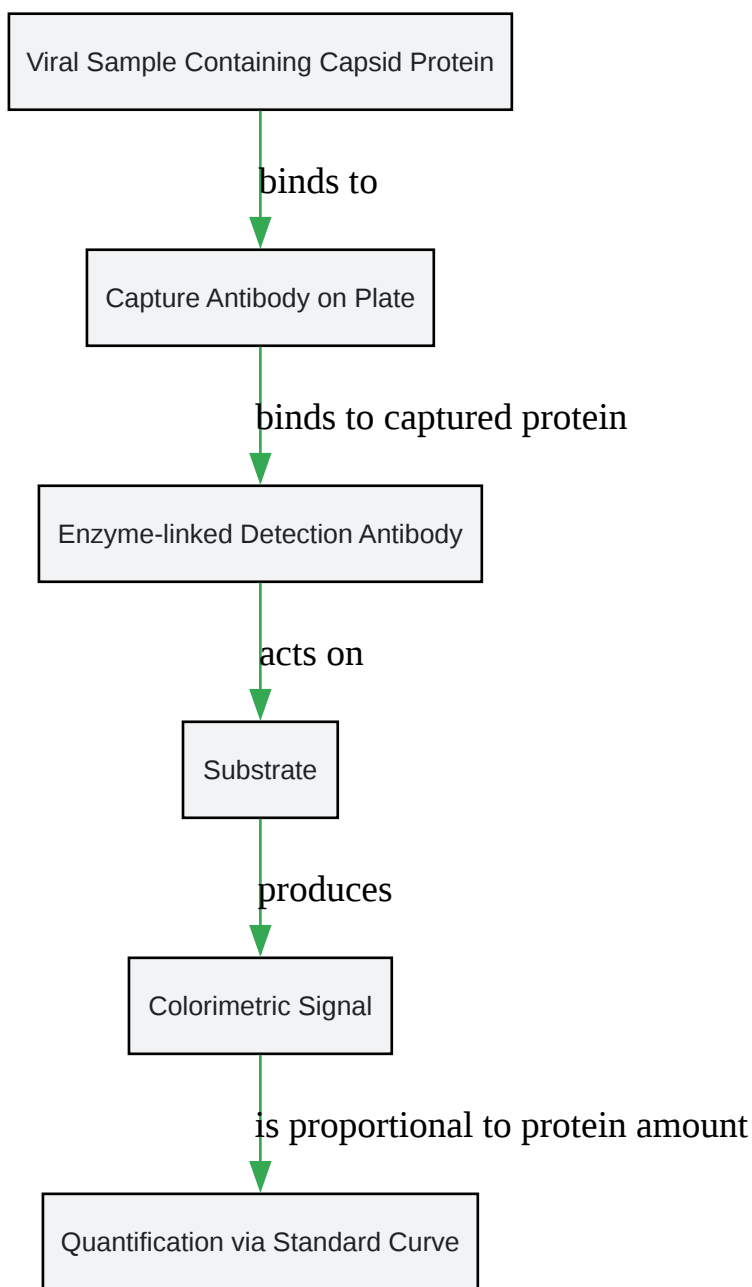 Viral Sample Containing Capsid Protein
binds to
Capture Antibody on Plate
binds to captured protein
Enzyme-linked Detection Antibody
acts on
Substrate
produces
Colorimetric Signal
is proportional to protein amount
Quantification via Standard Curve